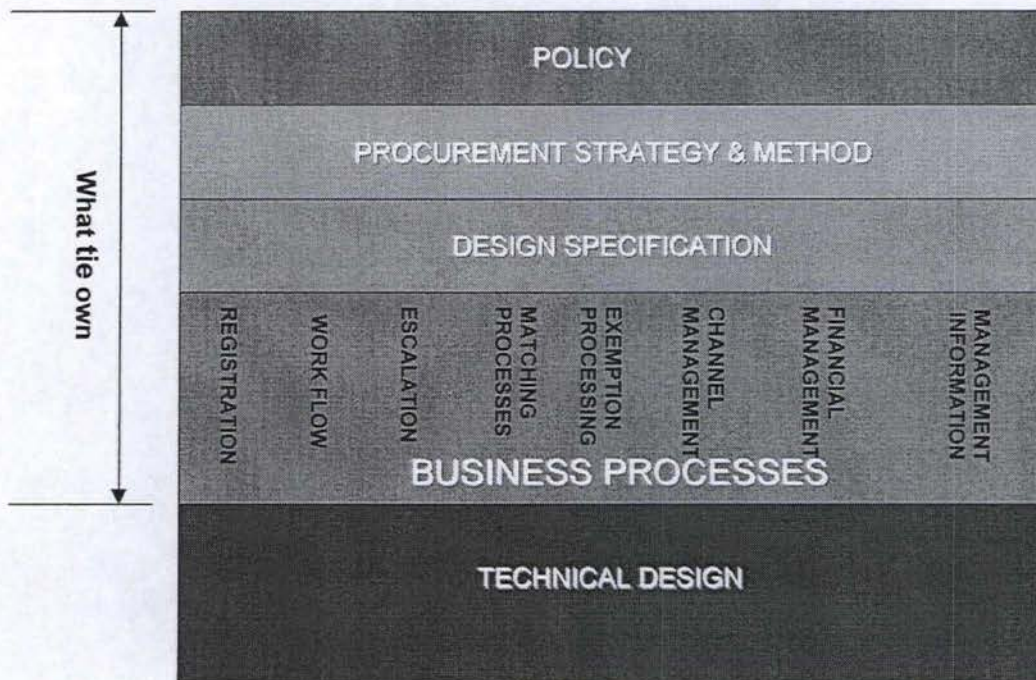 What tie own
POLICY
PROCUREMENT STRATEGY & METHOD
DESIGN SPECIFICATION
REGISTRATION
WORK FLOW
ESCALATION
MATCHING
PROCESSES
EXEMPTION
PROCESSING
CHANNEL
MANAGEMENT
FINANCIAL
MANAGEMENT
MANAGEMENT
INFORMATION
BUSINESS PROCESSES
TECHNICAL DESIGN